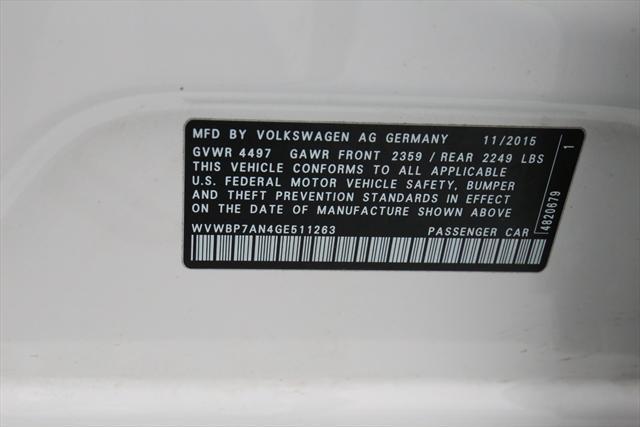 MFD BY VOLKSWAGEN AG GERMANY 11/2015
GVWR 4497 GAWR FRONT 2359 / REAR 2249 LBS
THIS VEHICLE CONFORMS TO ALL APPLICABLE
U.S. FEDERAL MOTOR VEHICLE SAFETY, BUMPER
AND THEFT PREVENTION STANDARDS IN EFFECT
ON THE DATE OF MANUFACTURE SHOWN ABOVE
WVWBP7AN4GE511263 PASSENGER CAR
4820679 1